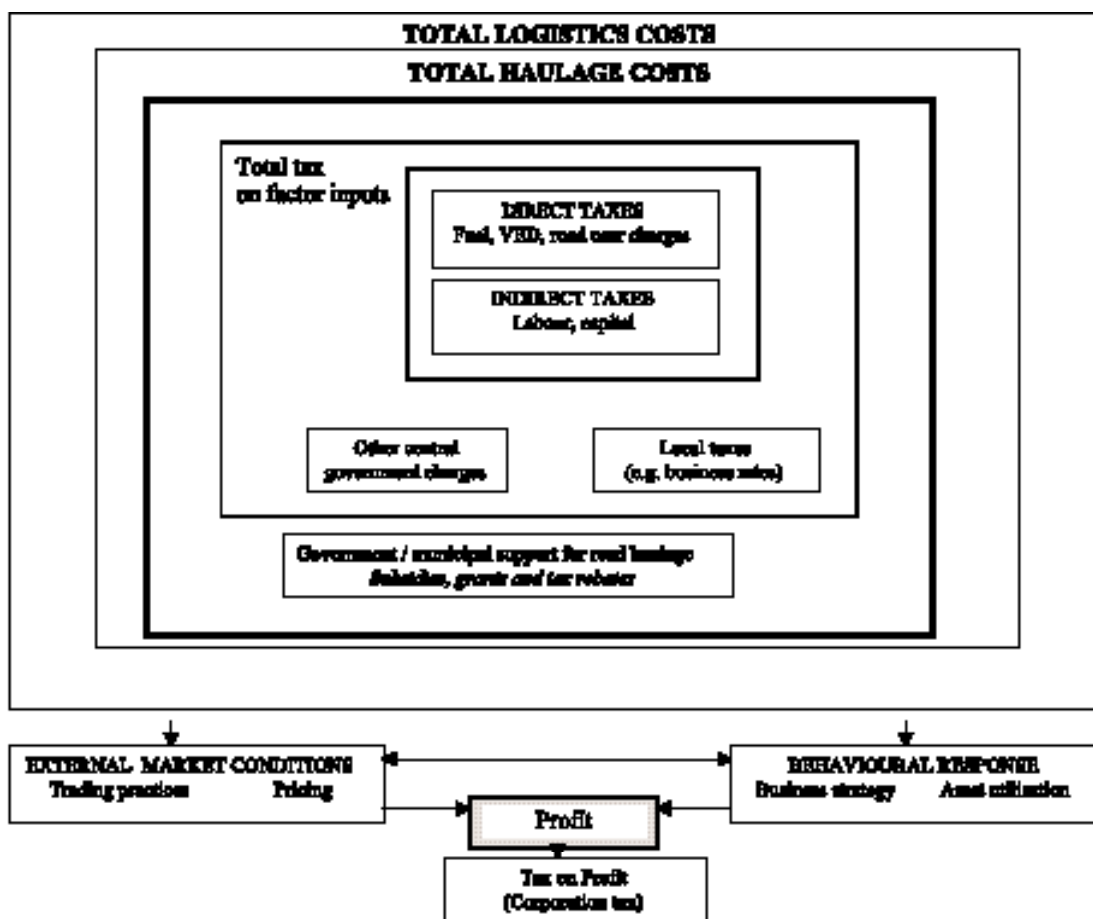 TOTAL LOGISTICS COSTS
TOTAL HAULAGE COSTS
Total tax
on factor inputs
DIRECT TAXES
Fuel, VED, road user charges
INDIRECT TAXES
Labour, capital
Other central
government charges
Local taxes
(e.g. business rates)
Government / municipal support for road haulage
Subsidies, grants and tax rebates
EXTERNAL MARKET CONDITIONS
Trading practices Pricing
BEHAVIOURAL RESPONSE
Business strategy Asset utilisation
Profit
Tax on Profit
(Corporation tax)